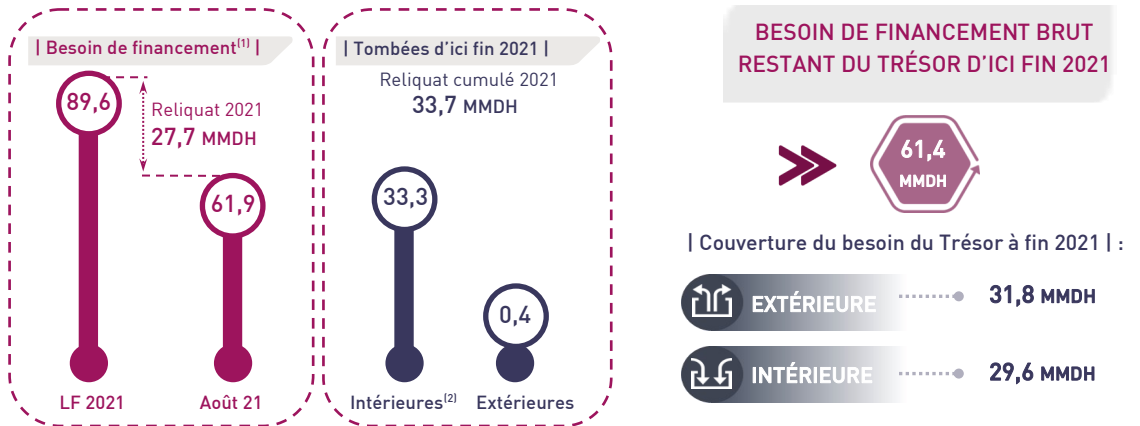 | Besoin de financement(1) |
89,6
Reliquat 2021
27,7 MMDH
61,9
LF 2021
Août 21
| Tombées d’ici fin 2021 |
Reliquat cumulé 2021
33,7 MMDH
33,3
0,4
Intérieures(2)
Extérieures
BESOIN DE FINANCEMENT BRUT
RESTANT DU TRÉSOR D’ICI FIN 2021
61,4
MMDH
| Couverture du besoin du Trésor à fin 2021 | :
EXTÉRIEURE
31,8 MMDH
INTÉRIEURE
29,6 MMDH